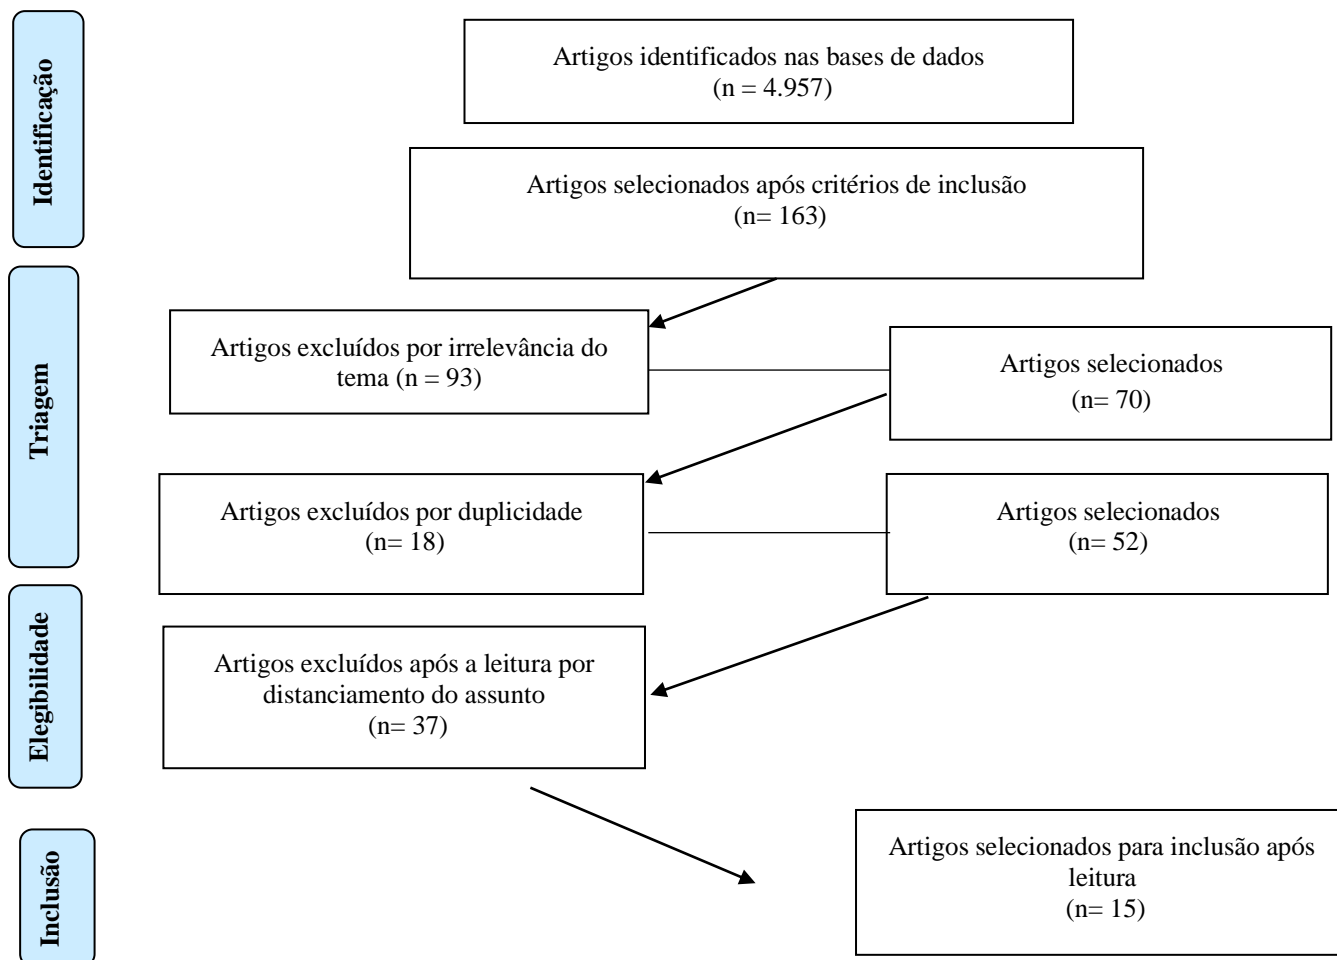 Identificação
Artigos identificados nas bases de dados
(n = 4.957)
Artigos selecionados após critérios de inclusão
(n= 163)
Triagem
Artigos excluídos por irrelevância do
tema (n = 93)
Artigos selecionados
(n= 70)
Artigos excluídos por duplicidade
(n= 18)
Artigos selecionados
(n= 52)
Elegibilidade
Artigos excluídos após a leitura por
distanciamento do assunto
(n= 37)
Inclusão
Artigos selecionados para inclusão após
leitura
(n= 15)